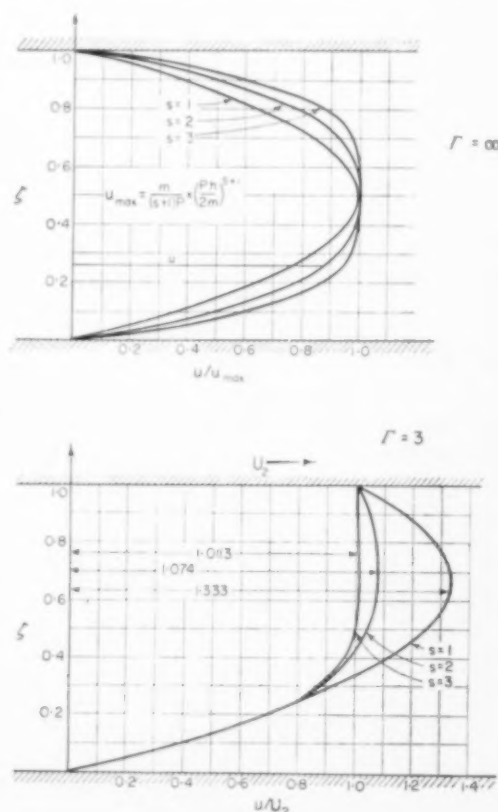 1·0
0·8
s = 1
s = 2
s = 3
Γ = ∞
u_max = m/(s+1)P × (Ph/2m)^s+1
ζ
0·4
u
0·2
0·2 0·4 0·6 0·8 1·0
u/u_max
Γ = 3
U₂
1·0
1·0113
0·8
1·074
1·333
0·6
ζ
s = 1
0·4
s = 2
s = 3
0·2
0·2 0·4 0·6 0·8 1·0 1·2 1·4
u/U₂